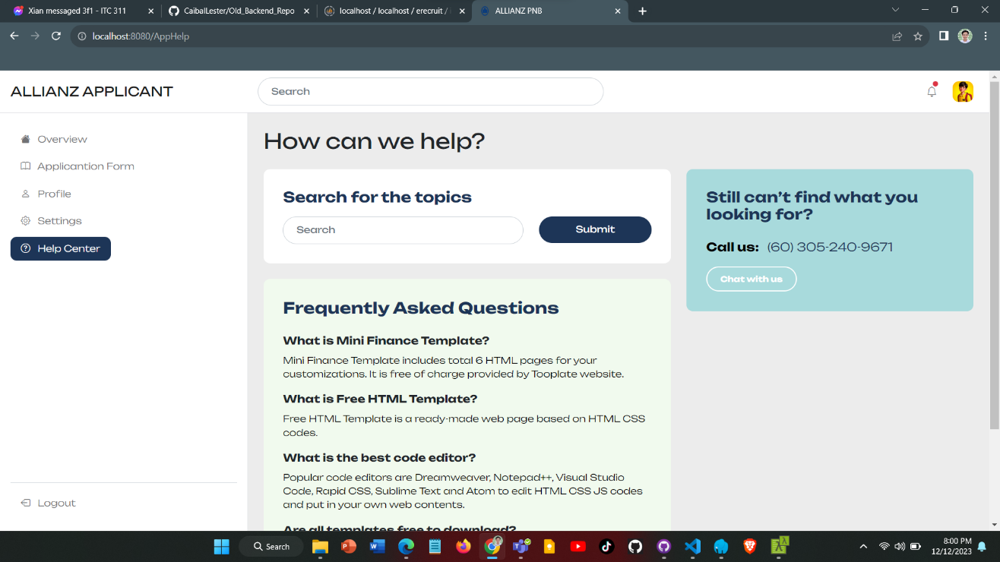 Xian messaged 3f1 - ITC 311
CaibalLester/Old_Backend_Repo
localhost / localhost / erecruit /
ALLIANZ PNB
localhost:8080/AppHelp
ALLIANZ APPLICANT
Search
Overview
Applicantion Form
Profile
Settings
Help Center
Logout
How can we help?
Search for the topics
Search
Submit
Still can't find what you
looking for?
Call us: (60) 305-240-9671
Chat with us
Frequently Asked Questions
What is Mini Finance Template?
Mini Finance Template includes total 6 HTML pages for your
customizations. It is free of charge provided by Tooplate website.
What is Free HTML Template?
Free HTML Template is a ready-made web page based on HTML CSS
codes.
What is the best code editor?
Popular code editors are Dreamweaver, Notepad++, Visual Studio
Code, Rapid CSS, Sublime Text and Atom to edit HTML CSS JS codes
and put in your own web contents.
Are all templates free to download?
Search
8:00 PM
12/12/2023